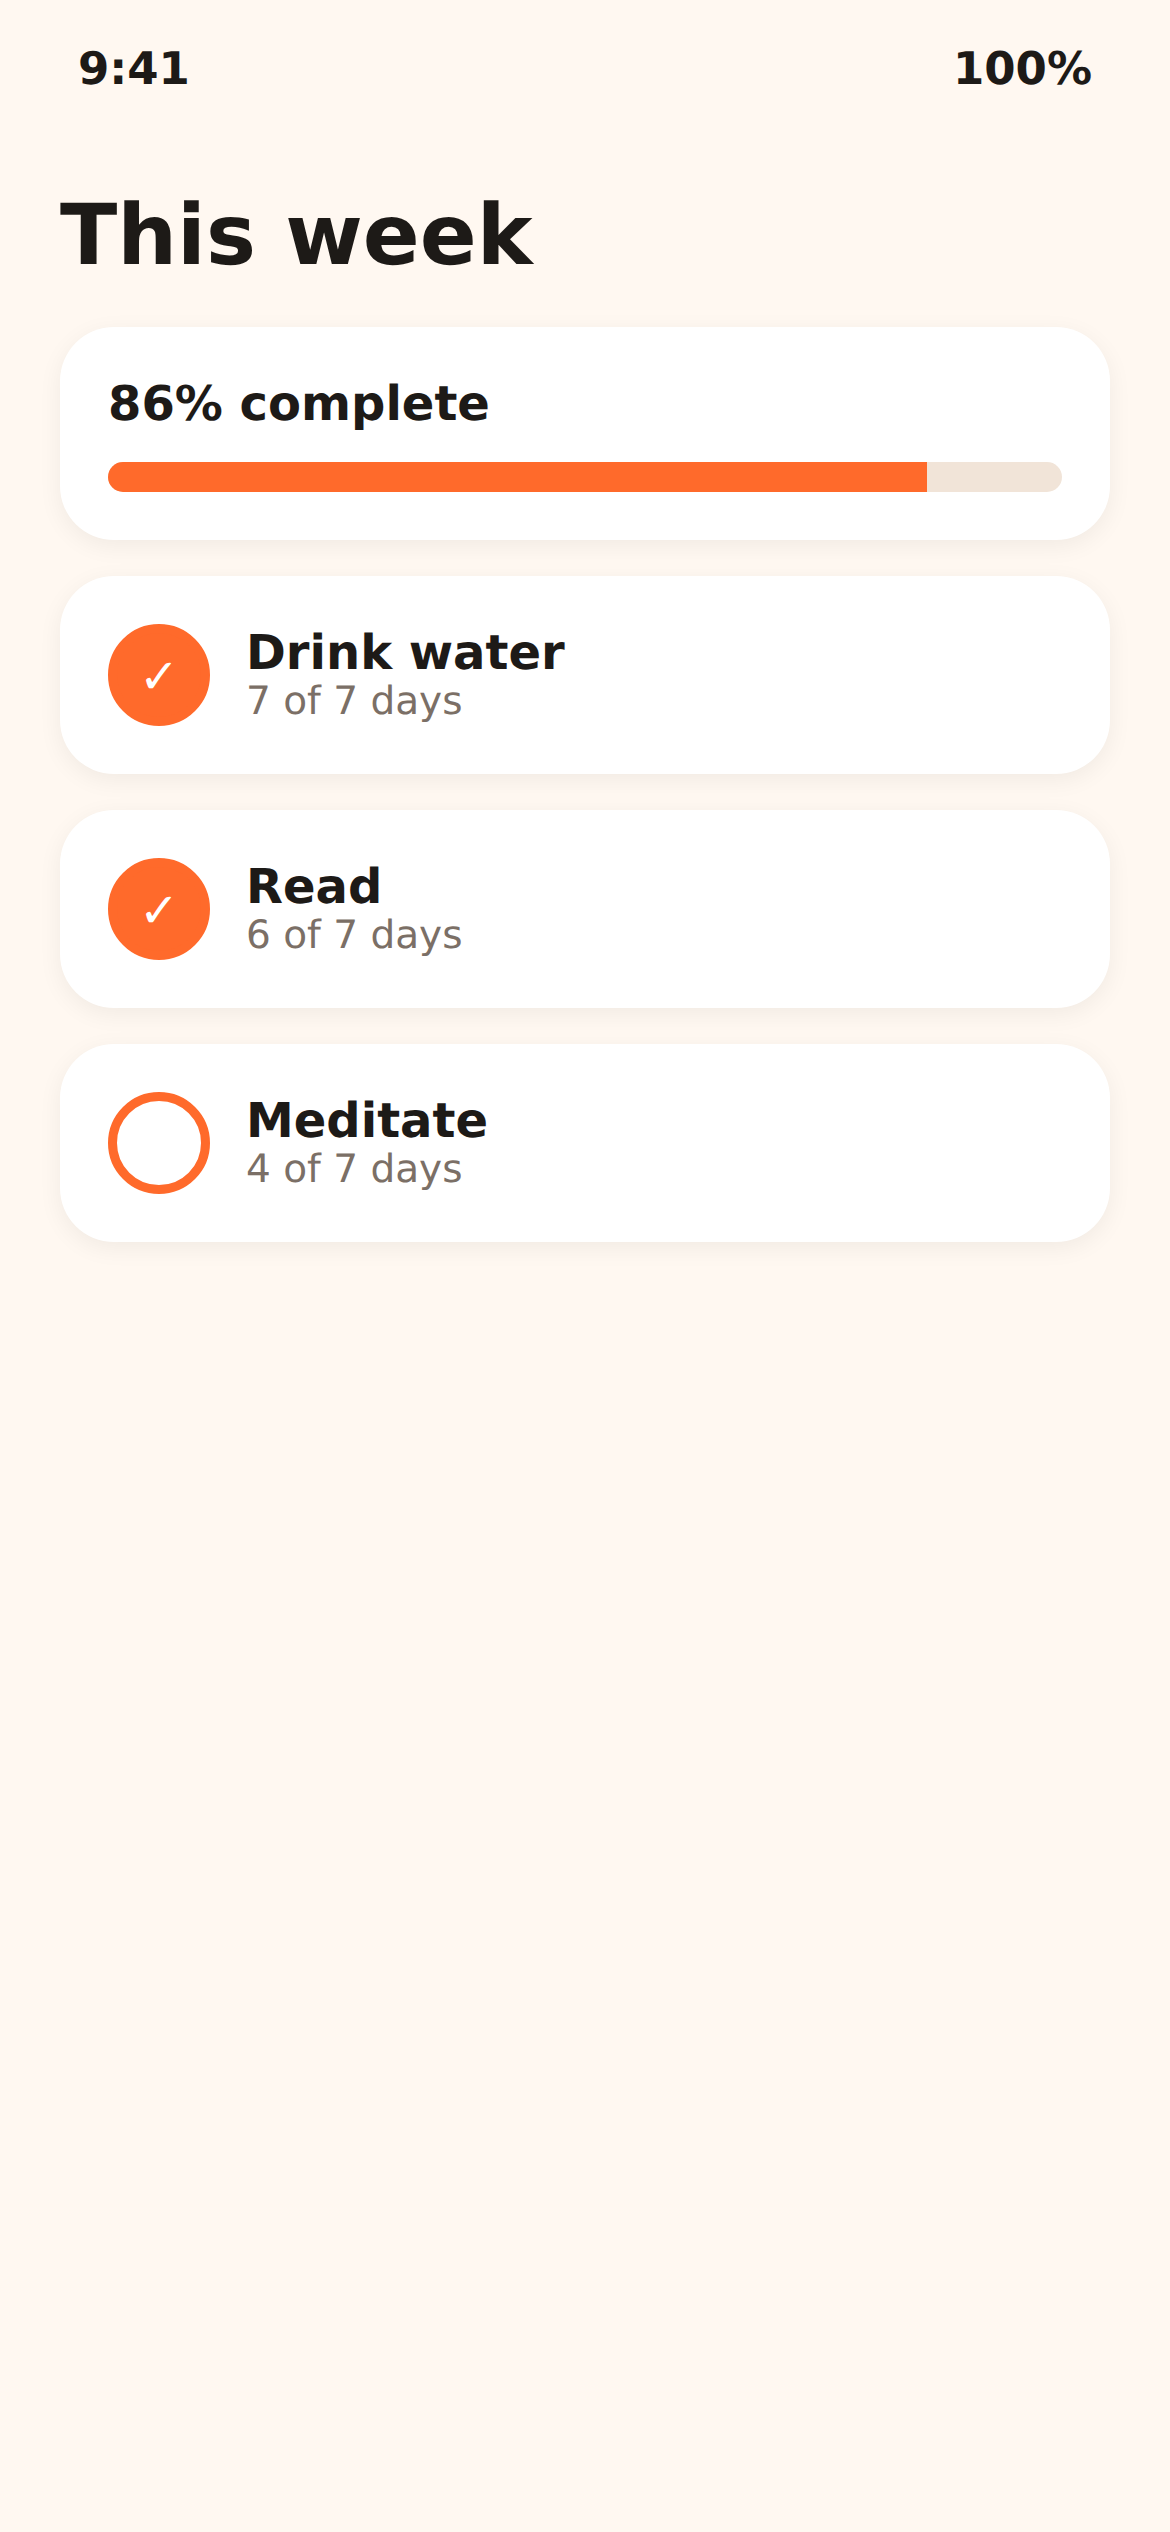 9:41
100%
This week
86% complete
✓
Drink water
7 of 7 days
✓
Read
6 of 7 days
Meditate
4 of 7 days